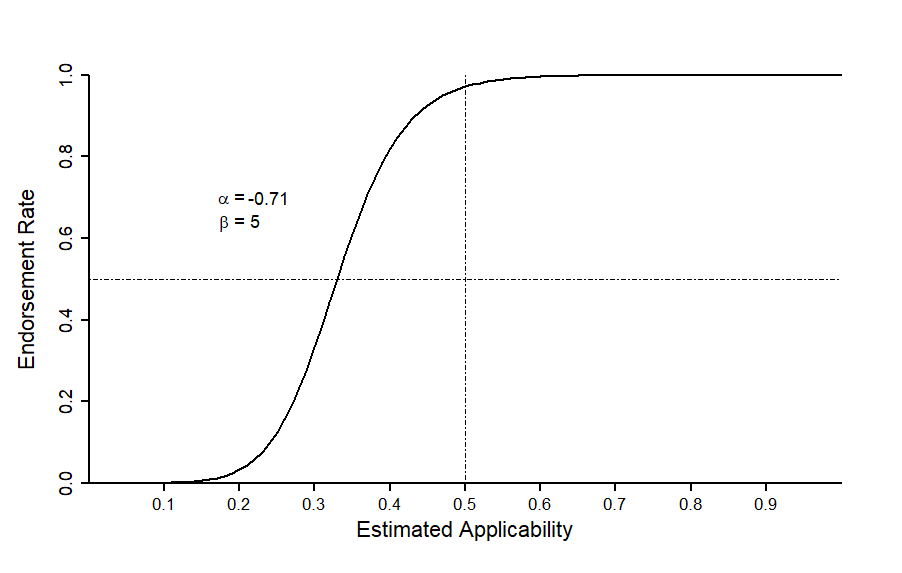 1.0
0.8
0.6
0.4
0.2
0.0
Endorsement Rate
α = -0.71
β = 5
0.1 0.2 0.3 0.4 0.5 0.6 0.7 0.8 0.9
Estimated Applicability